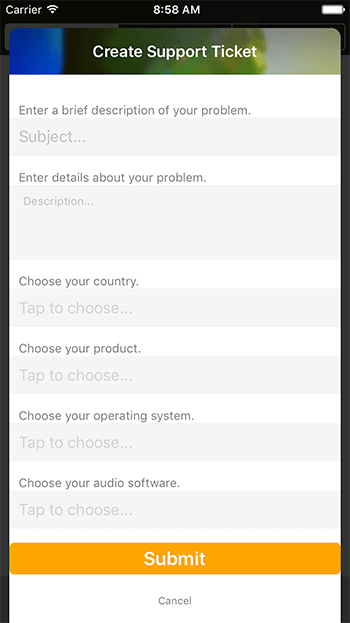 Carrier 8:58 AM
Create Support Ticket
Enter a brief description of your problem.
Subject...
Enter details about your problem.
Description...
Choose your country.
Tap to choose...
Choose your product.
Tap to choose...
Choose your operating system.
Tap to choose...
Choose your audio software.
Tap to choose...
Submit
Cancel